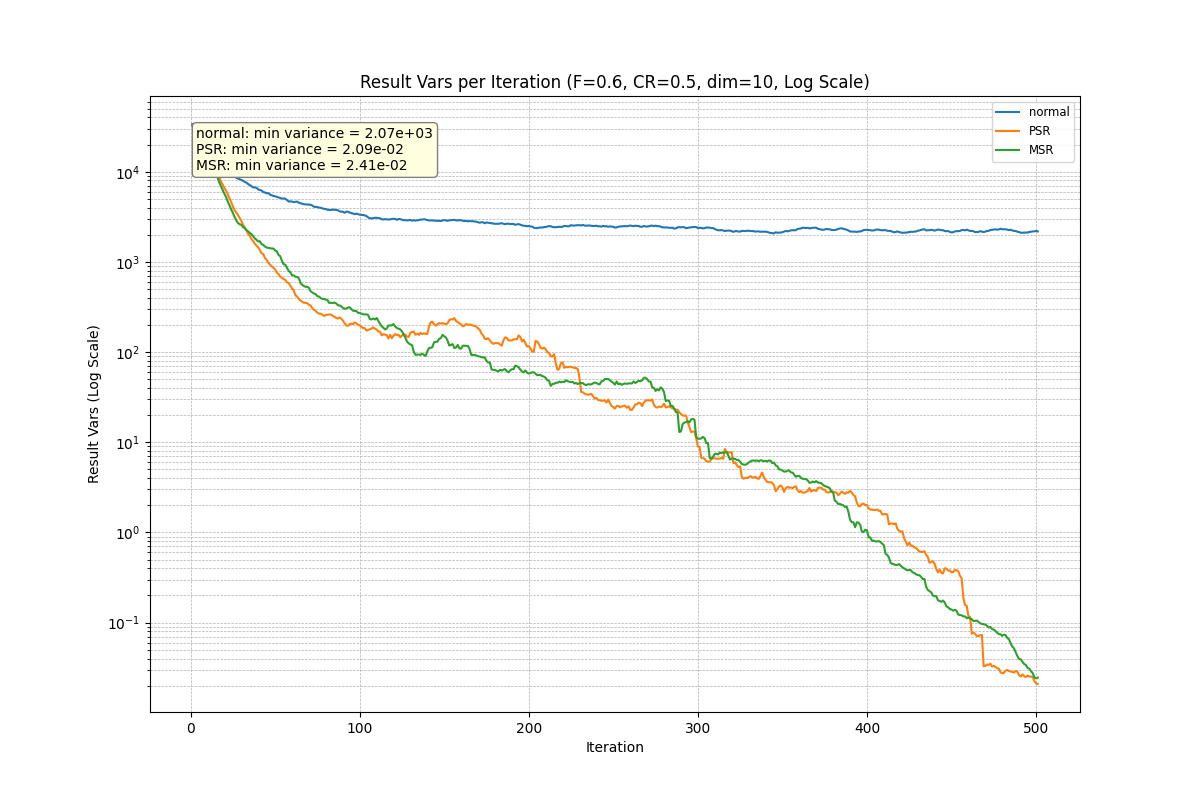 Result Vars per Iteration (F=0.6, CR=0.5, dim=10, Log Scale)
normal: min variance = 2.07e+03
PSR: min variance = 2.09e-02
MSR: min variance = 2.41e-02
normal
PSR
MSR
Result Vars (Log Scale)
10^4
10^3
10^2
10^1
10^0
10^−1
0 100 200 300 400 500
Iteration